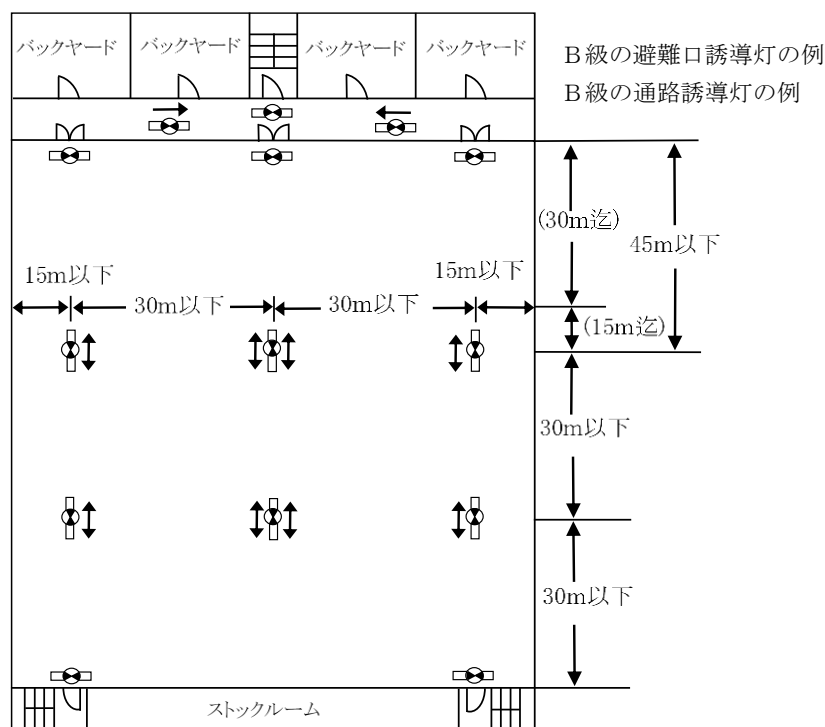 バックヤード
バックヤード
バックヤード
バックヤード
B級の避難口誘導灯の例
B級の通路誘導灯の例
(30m迄)
45m以下
15m以下
15m以下
30m以下
30m以下
(15m迄)
30m以下
30m以下
ストックルーム